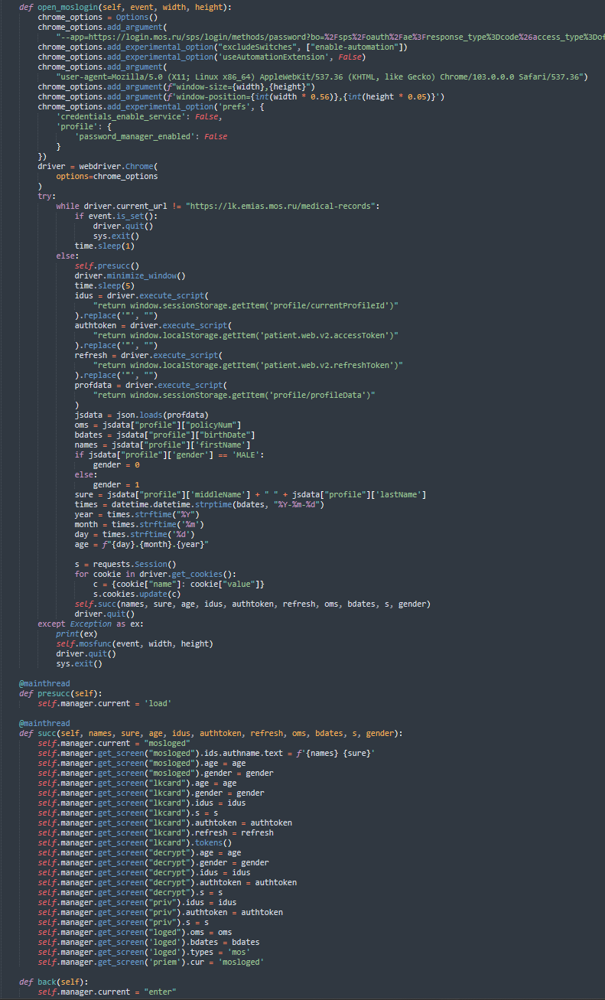 def open_moslogin(self, event, width, height):
    chrome_options = Options()
    chrome_options.add_argument(
        "--app=https://login.mos.ru/sps/login/methods/password?bo=%2Fsps%2Foauth%2Fae%3Fresponse_type%3Dcode%26access_type%3Dof
    chrome_options.add_experimental_option("excludeSwitches", ["enable-automation"])
    chrome_options.add_experimental_option('useAutomationExtension', False)
    chrome_options.add_argument(
        "user-agent=Mozilla/5.0 (X11; Linux x86_64) AppleWebKit/537.36 (KHTML, like Gecko) Chrome/103.0.0.0 Safari/537.36")
    chrome_options.add_argument(f"window-size={width},{height}")
    chrome_options.add_argument(f'window-position={int(width * 0.56)},{int(height * 0.05)}')
    chrome_options.add_experimental_option('prefs', {
        'credentials_enable_service': False,
        'profile': {
            'password_manager_enabled': False
        }
    })
    driver = webdriver.Chrome(
        options=chrome_options
    )
    try:
        while driver.current_url != "https://lk.emias.mos.ru/medical-records":
            if event.is_set():
                driver.quit()
                sys.exit()
            time.sleep(1)
        else:
            self.presucc()
            driver.minimize_window()
            time.sleep(5)
            idus = driver.execute_script(
                "return window.sessionStorage.getItem('profile/currentProfileId')"
            ).replace('"', "")
            authtoken = driver.execute_script(
                "return window.localStorage.getItem('patient.web.v2.accessToken')"
            ).replace('"', "")
            refresh = driver.execute_script(
                "return window.localStorage.getItem('patient.web.v2.refreshToken')"
            ).replace('"', "")
            profdata = driver.execute_script(
                "return window.sessionStorage.getItem('profile/profileData')"
            )
            jsdata = json.loads(profdata)
            oms = jsdata["profile"]["policyNum"]
            bdates = jsdata["profile"]["birthDate"]
            names = jsdata["profile"]['firstName']
            if jsdata["profile"]['gender'] == 'MALE':
                gender = 0
            else:
                gender = 1
            sure = jsdata["profile"]['middleName'] + " " + jsdata["profile"]['lastName']
            times = datetime.datetime.strptime(bdates, "%Y-%m-%d")
            year = times.strftime("%Y")
            month = times.strftime('%m')
            day = times.strftime('%d')
            age = f"{day}.{month}.{year}"

            s = requests.Session()
            for cookie in driver.get_cookies():
                c = {cookie["name"]: cookie["value"]}
                s.cookies.update(c)
            self.succ(names, sure, age, idus, authtoken, refresh, oms, bdates, s, gender)
            driver.quit()
    except Exception as ex:
        print(ex)
        self.mosfunc(event, width, height)
        driver.quit()
        sys.exit()

@mainthread
def presucc(self):
    self.manager.current = 'load'

@mainthread
def succ(self, names, sure, age, idus, authtoken, refresh, oms, bdates, s, gender):
    self.manager.current = "mosloged"
    self.manager.get_screen("mosloged").ids.authname.text = f'{names} {sure}'
    self.manager.get_screen("mosloged").age = age
    self.manager.get_screen("mosloged").gender = gender
    self.manager.get_screen("lkcard").age = age
    self.manager.get_screen("lkcard").gender = gender
    self.manager.get_screen("lkcard").idus = idus
    self.manager.get_screen("lkcard").s = s
    self.manager.get_screen("lkcard").authtoken = authtoken
    self.manager.get_screen("lkcard").refresh = refresh
    self.manager.get_screen("lkcard").tokens()
    self.manager.get_screen("decrypt").age = age
    self.manager.get_screen("decrypt").gender = gender
    self.manager.get_screen("decrypt").idus = idus
    self.manager.get_screen("decrypt").authtoken = authtoken
    self.manager.get_screen("decrypt").s = s
    self.manager.get_screen("priv").idus = idus
    self.manager.get_screen("priv").authtoken = authtoken
    self.manager.get_screen("priv").s = s
    self.manager.get_screen("loged").oms = oms
    self.manager.get_screen('loged').bdates = bdates
    self.manager.get_screen('loged').types = 'mos'
    self.manager.get_screen('priem').cur = 'mosloged'

def back(self):
    self.manager.current = "enter"